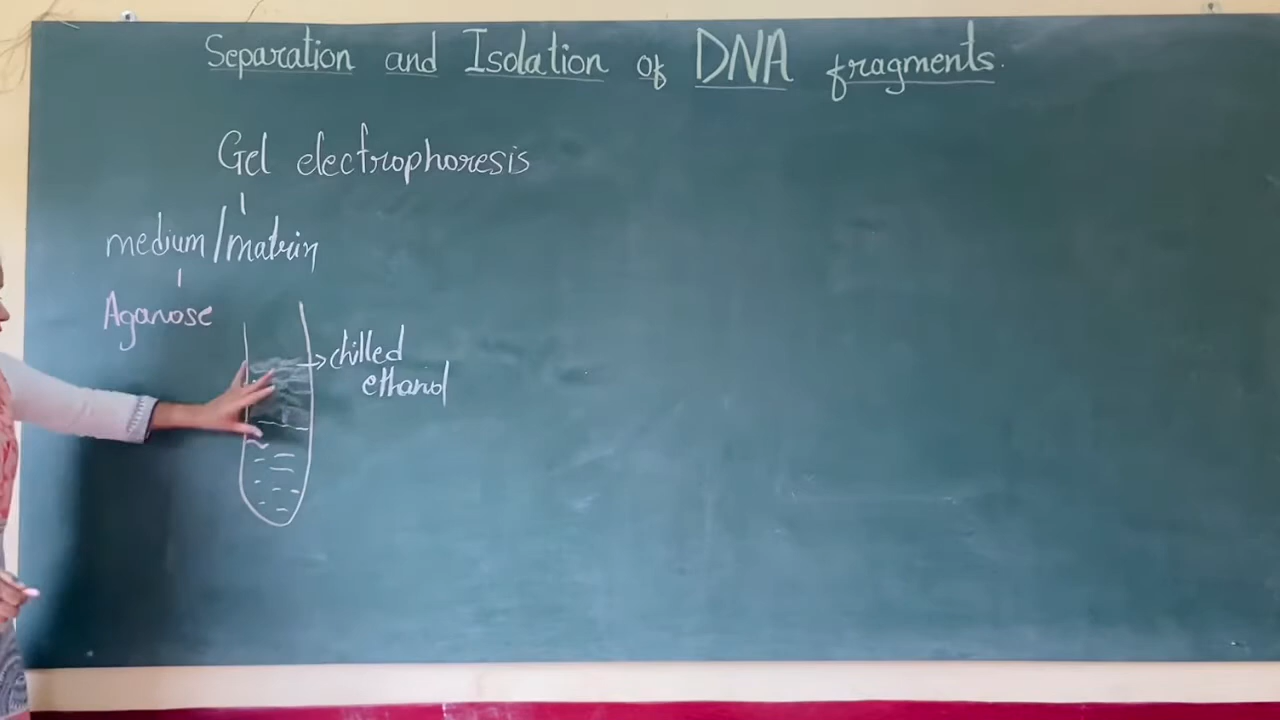 Separation and Isolation of DNA fragments.
Gel electrophoresis
medium/matrix
Agarose
chilled
ethanol